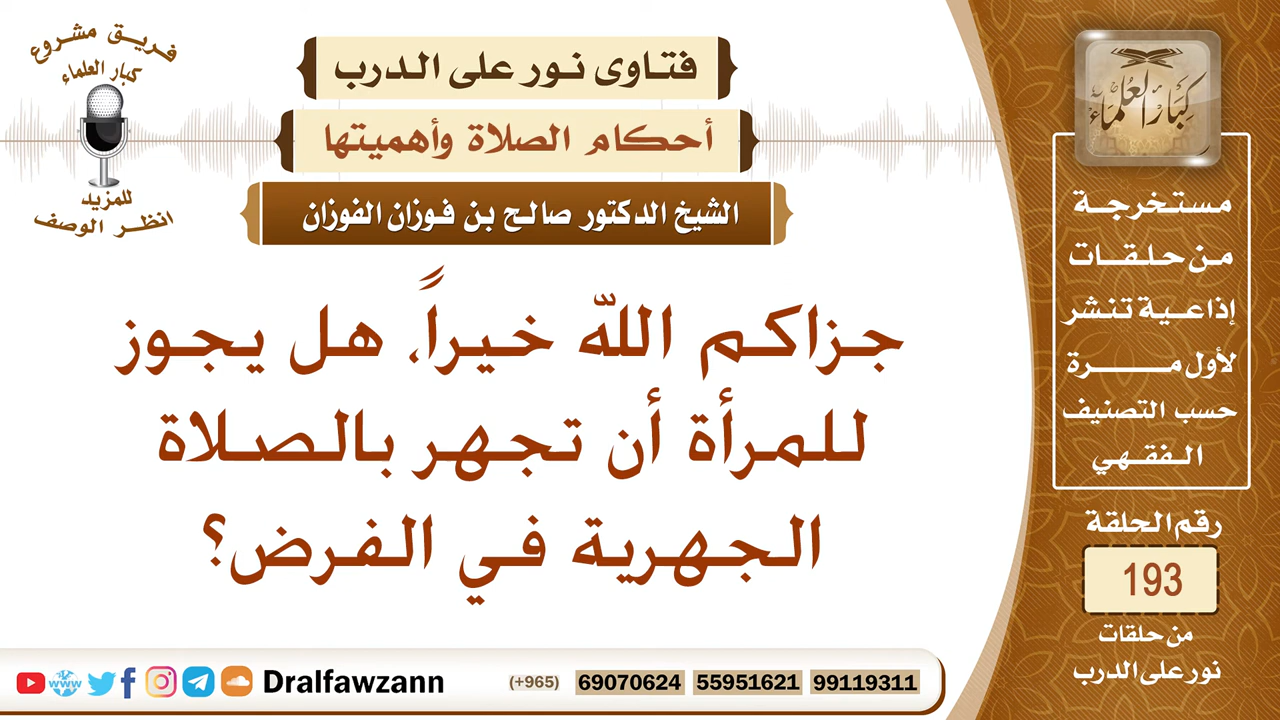 فريق مشروع
كبار العلماء
للمزيد
انظر الوصف
فتاوى نور على الدرب
أحكام الصلاة وأهميتها
الشيخ الدكتور صالح بن فوزان الفوزان
جزاكم الله خيراً، هل يجوز
للمرأة أن تجهر بالصلاة
الجهرية في الفرض؟
كبار العلماء
مستخرجة
من حلقات
إذاعية تنشر
لأول مرة
حسب التصنيف
الفقهي
رقم الحلقة
193
من حلقات
نور على الدرب
www Dralfawzann (+965) 69070624 55951621 99119311